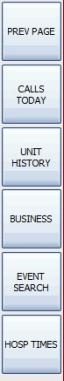 PREV PAGE
CALLS
TODAY
UNIT
HISTORY
BUSINESS
EVENT
SEARCH
HOSP TIMES